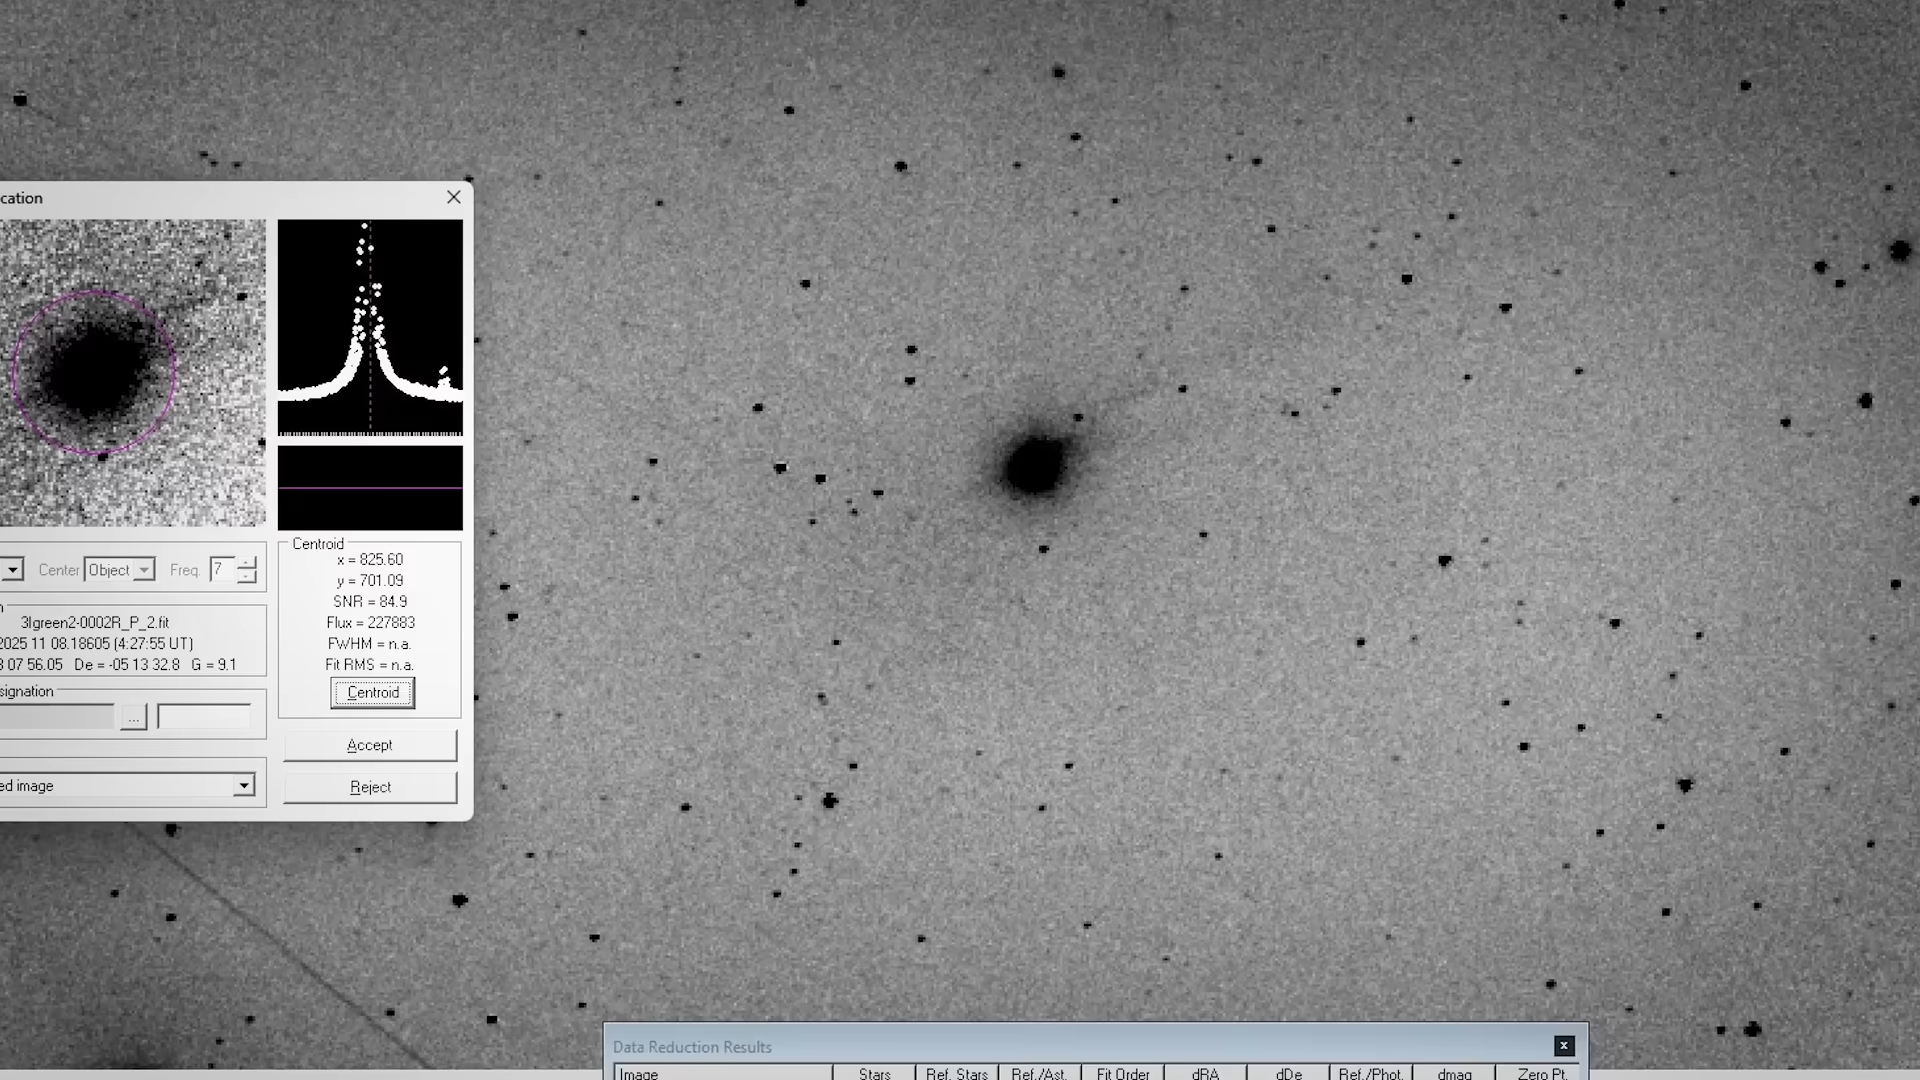 cation
Centroid
x = 825.60
y = 701.09
SNR = 84.9
Flux = 227883
FWHM = n.a.
Fit RMS = n.a.
Centroid
Center Object Freq. 7
3Igreen2-0002R_P_2.fit
2025 11 08.18605 (4:27:55 UT)
3 07 56.05 De = -05 13 32.8 G = 9.1
signation
...
Accept
ed image
Reject
Data Reduction Results
Image Stars Ref. Stars Ref./Ast. Fit Order dRA dDe Ref./Phot. dmag Zero Pt.